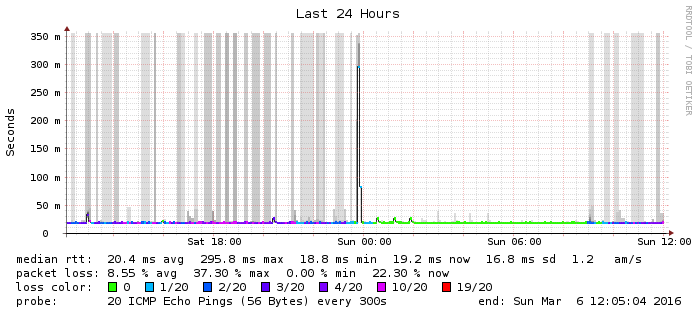 Last 24 Hours
RRDTOOL / TOBI OETIKER
Seconds
350 m
300 m
250 m
200 m
150 m
100 m
50 m
0
Sat 18:00 Sun 00:00 Sun 06:00 Sun 12:00
median rtt: 20.4 ms avg 295.8 ms max 18.8 ms min 19.2 ms now 16.8 ms sd 1.2 am/s
packet loss: 8.55 % avg 37.30 % max 0.00 % min 22.30 % now
loss color: 0 1/20 2/20 3/20 4/20 10/20 19/20
probe: 20 ICMP Echo Pings (56 Bytes) every 300s end: Sun Mar 6 12:05:04 2016